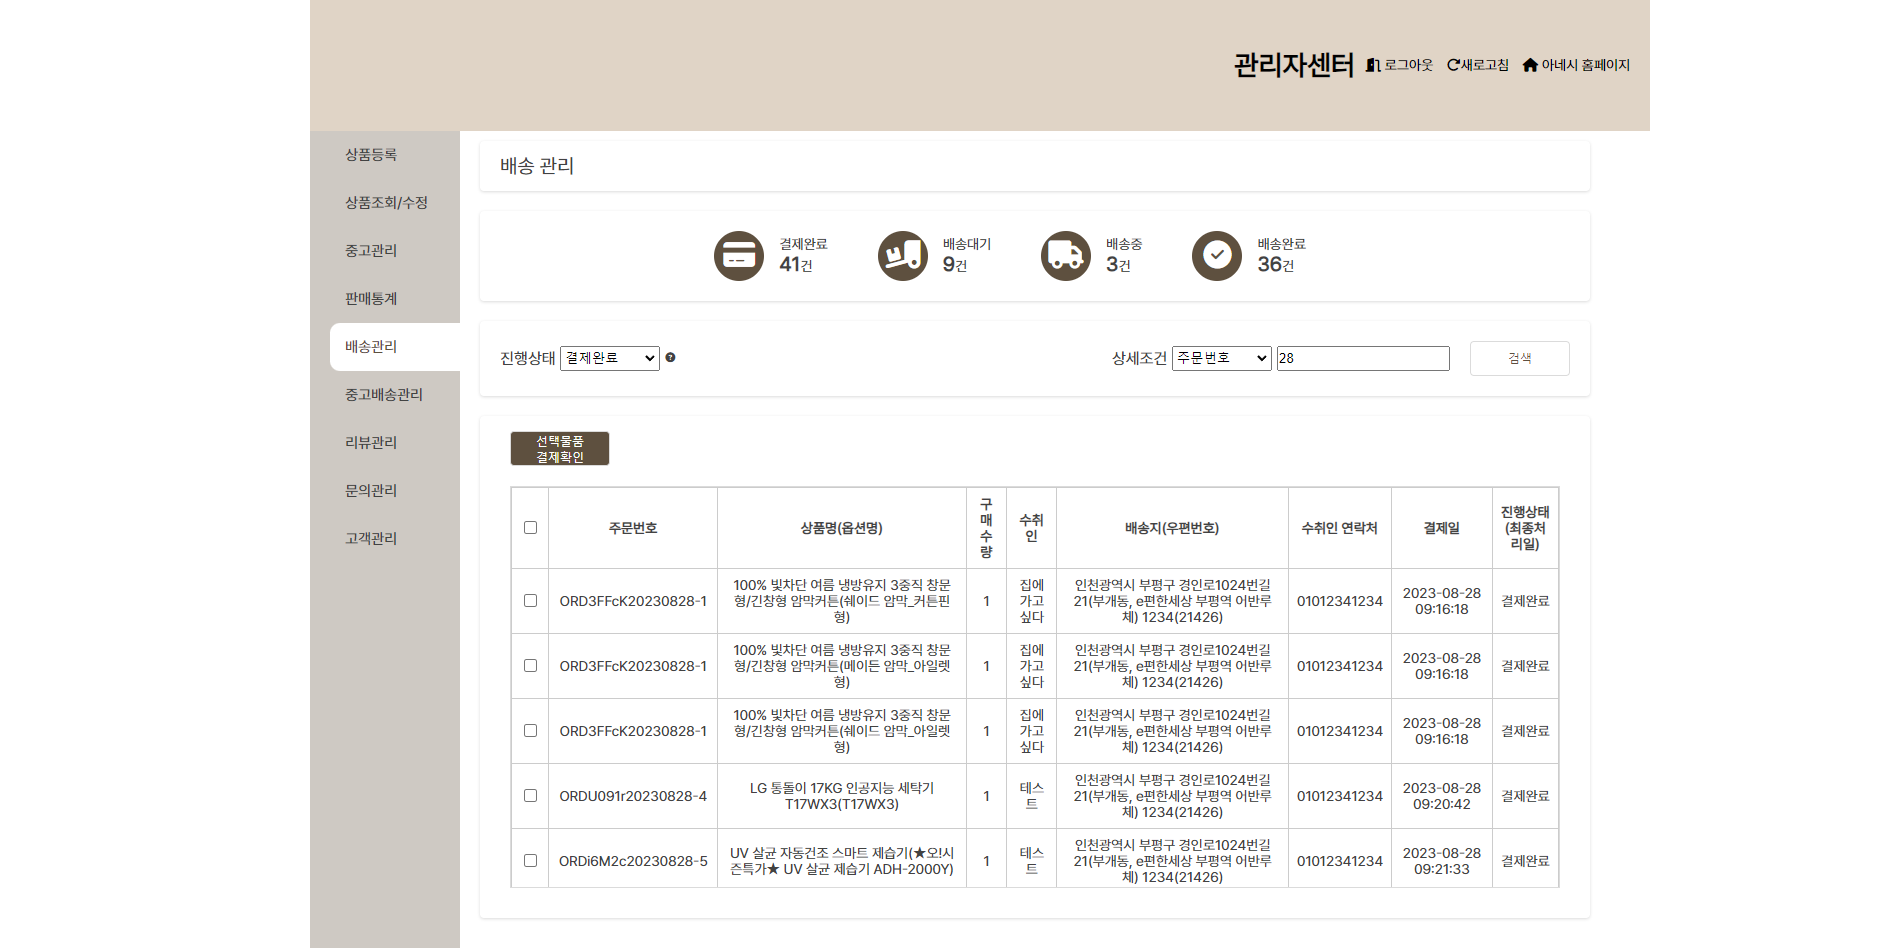 관리자센터 로그아웃 새로고침 아네시 홈페이지
상품등록
상품조회/수정
중고관리
판매통계
배송관리
중고배송관리
리뷰관리
문의관리
고객관리
배송 관리
결제완료
41건
배송대기
9건
배송중
3건
배송완료
36건
진행상태 결제완료 ?
상세조건 주문번호 28 검색
선택물품
결제확인
주문번호
상품명(옵션명)
구
매
수
량
수취
인
배송지(우편번호)
수취인 연락처
결제일
진행상태
(최종처
리일)
ORD3FFcK20230828-1
100% 빛차단 여름 냉방유지 3중직 창문
형/긴창형 암막커튼(쉐이드 암막_커튼핀
형)
1
집에
가고
싶다
인천광역시 부평구 경인로1024번길
21(부개동, e편한세상 부평역 어반루
체) 1234(21426)
01012341234
2023-08-28
09:16:18
결제완료
ORD3FFcK20230828-1
100% 빛차단 여름 냉방유지 3중직 창문
형/긴창형 암막커튼(메이든 암막_아일렛
형)
1
집에
가고
싶다
인천광역시 부평구 경인로1024번길
21(부개동, e편한세상 부평역 어반루
체) 1234(21426)
01012341234
2023-08-28
09:16:18
결제완료
ORD3FFcK20230828-1
100% 빛차단 여름 냉방유지 3중직 창문
형/긴창형 암막커튼(쉐이드 암막_아일렛
형)
1
집에
가고
싶다
인천광역시 부평구 경인로1024번길
21(부개동, e편한세상 부평역 어반루
체) 1234(21426)
01012341234
2023-08-28
09:16:18
결제완료
ORDU091r20230828-4
LG 통돌이 17KG 인공지능 세탁기
T17WX3(T17WX3)
1
테스
트
인천광역시 부평구 경인로1024번길
21(부개동, e편한세상 부평역 어반루
체) 1234(21426)
01012341234
2023-08-28
09:20:42
결제완료
ORDi6M2c20230828-5
UV 살균 자동건조 스마트 제습기(★오!시
즌특가★ UV 살균 제습기 ADH-2000Y)
1
테스
트
인천광역시 부평구 경인로1024번길
21(부개동, e편한세상 부평역 어반루
체) 1234(21426)
01012341234
2023-08-28
09:21:33
결제완료